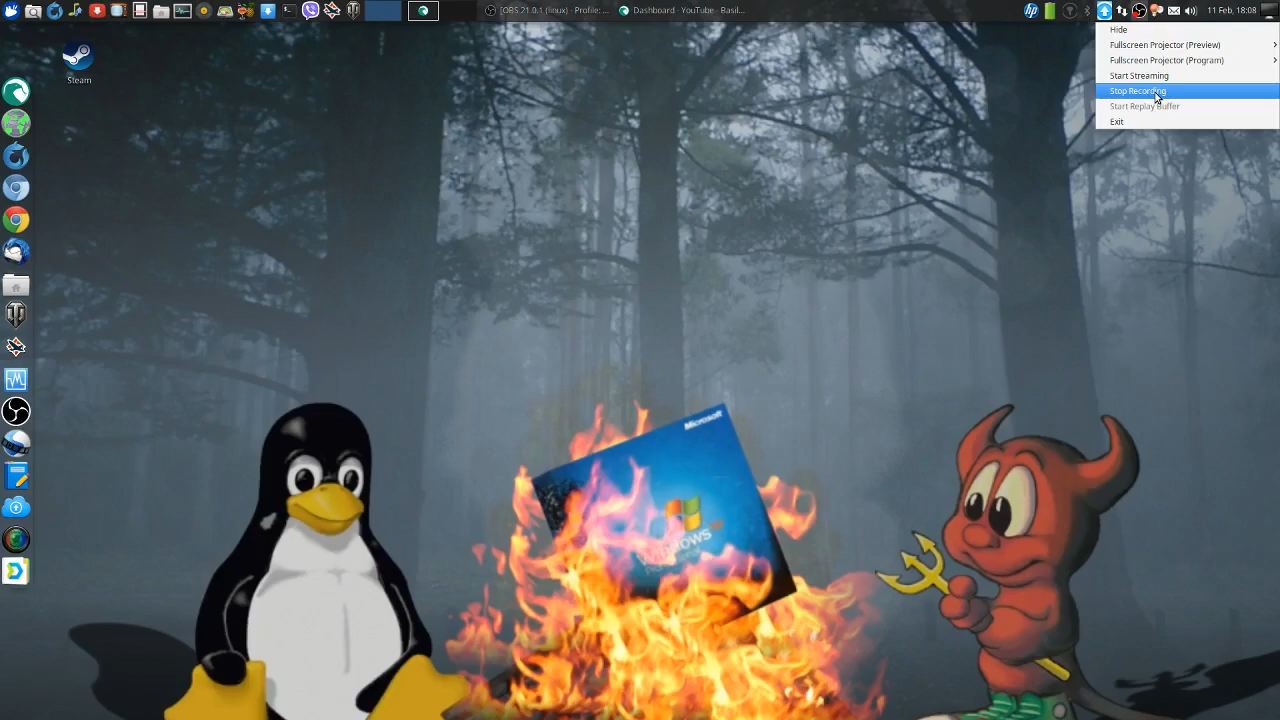 [OBS 21.0.1 (linux) - Profile: ...
Dashboard - YouTube - Basil...
11 Feb, 18:08
Steam
Hide
Fullscreen Projector (Preview)
Fullscreen Projector (Program)
Start Streaming
Stop Recording
Start Replay Buffer
Exit
Microsoft
Windows